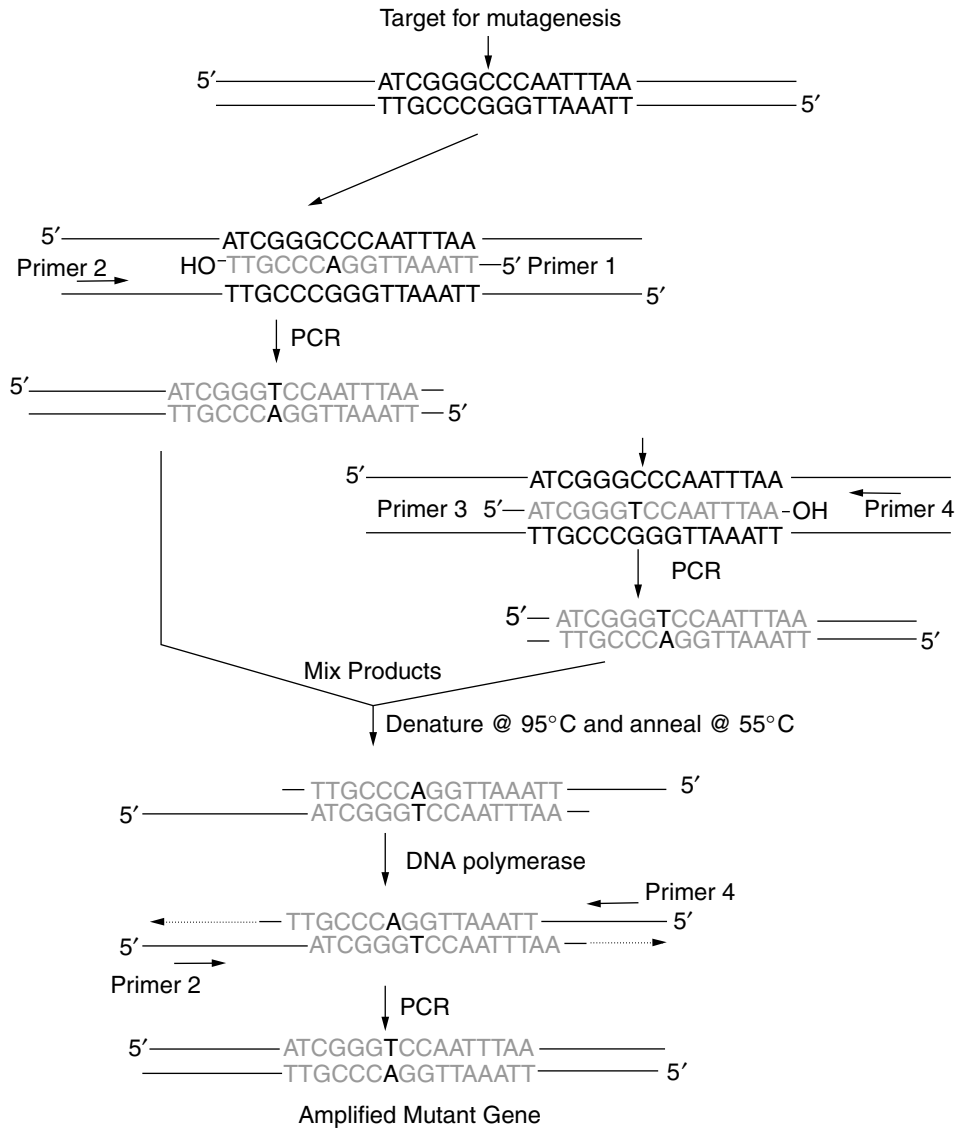 Target for mutagenesis
5′ ATCGGGCCCAATTTAA
TTGCCCGGGTTAAATT 5′
5′ ATCGGGCCCAATTTAA
Primer 2 HO TTGCCCAGGTTAAATT 5′ Primer 1
TTGCCCGGGTTAAATT 5′
PCR
5′ ATCGGGTCCAATTTAA
TTGCCCAGGTTAAATT 5′
5′ ATCGGGCCCAATTTAA
Primer 3 5′ ATCGGGTCCAATTTAA OH Primer 4
TTGCCCGGGTTAAATT
PCR
5′ ATCGGGTCCAATTTAA
TTGCCCAGGTTAAATT 5′
Mix Products
Denature @ 95°C and anneal @ 55°C
TTGCCCAGGTTAAATT 5′
5′ ATCGGGTCCAATTTAA
DNA polymerase
Primer 4
TTGCCCAGGTTAAATT 5′
5′ ATCGGGTCCAATTTAA
Primer 2
PCR
5′ ATCGGGTCCAATTTAA
TTGCCCAGGTTAAATT 5′
Amplified Mutant Gene